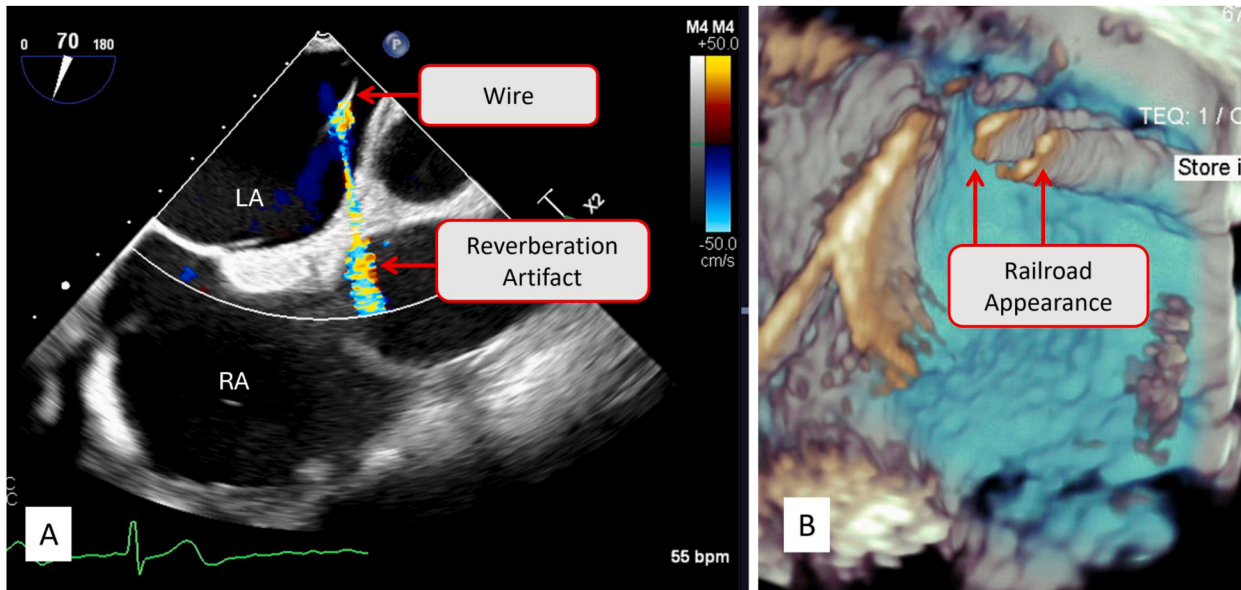 0 70 180
P
M4 M4
+50.0
Wire
LA
X2
-50.0
cm/s
Reverberation
Artifact
RA
C
C
A
55 bpm
67
TEQ: 1 / C
Store i
Railroad
Appearance
B